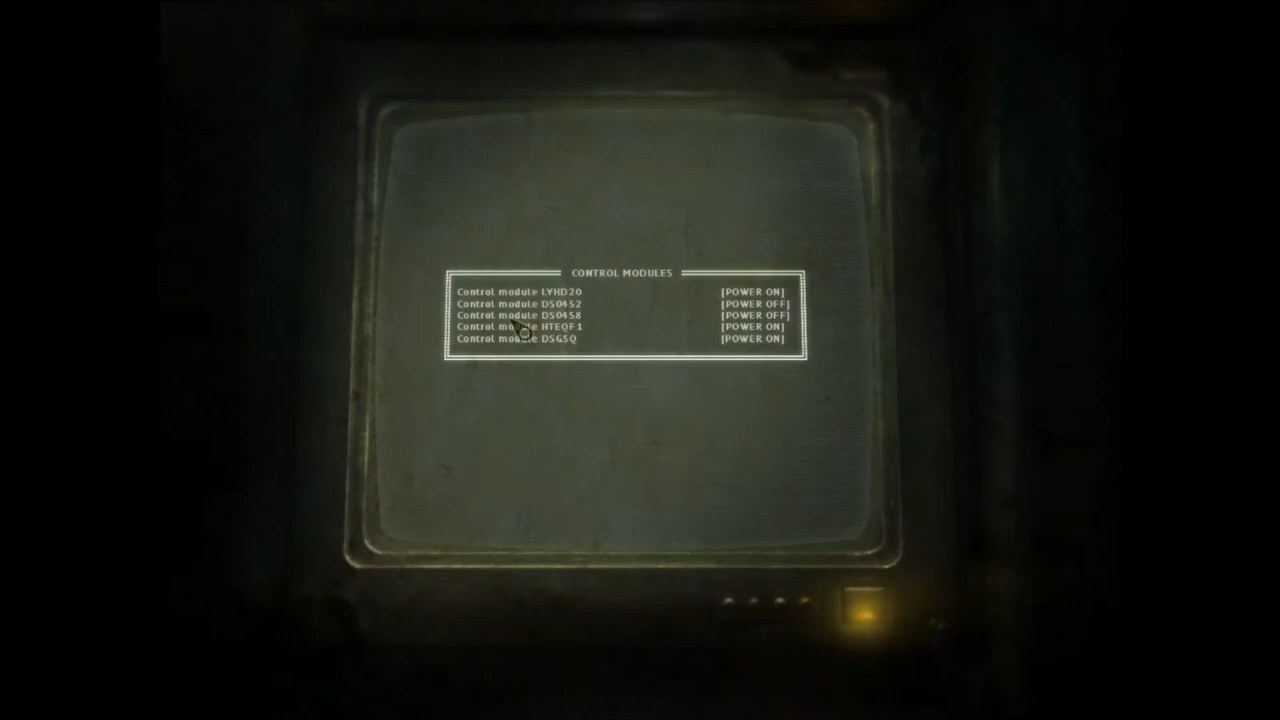 CONTROL MODULES
Control module LYHD20 [POWER ON]
Control module DS0452 [POWER OFF]
Control module DS0458 [POWER OFF]
Control module HTEQF1 [POWER ON]
Control module DSG5Q [POWER ON]